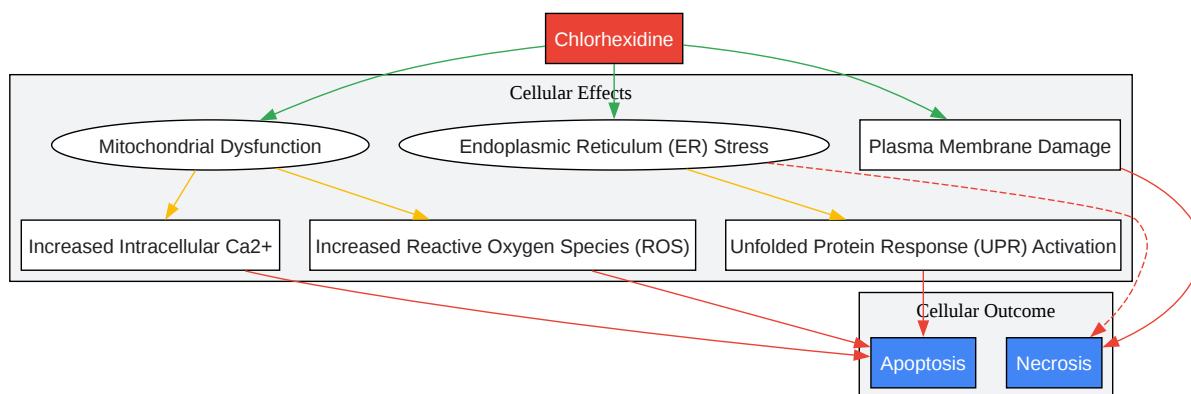 Chlorhexidine
Cellular Effects
Mitochondrial Dysfunction
Endoplasmic Reticulum (ER) Stress
Plasma Membrane Damage
Increased Intracellular Ca2+
Increased Reactive Oxygen Species (ROS)
Unfolded Protein Response (UPR) Activation
Cellular Outcome
Apoptosis
Necrosis